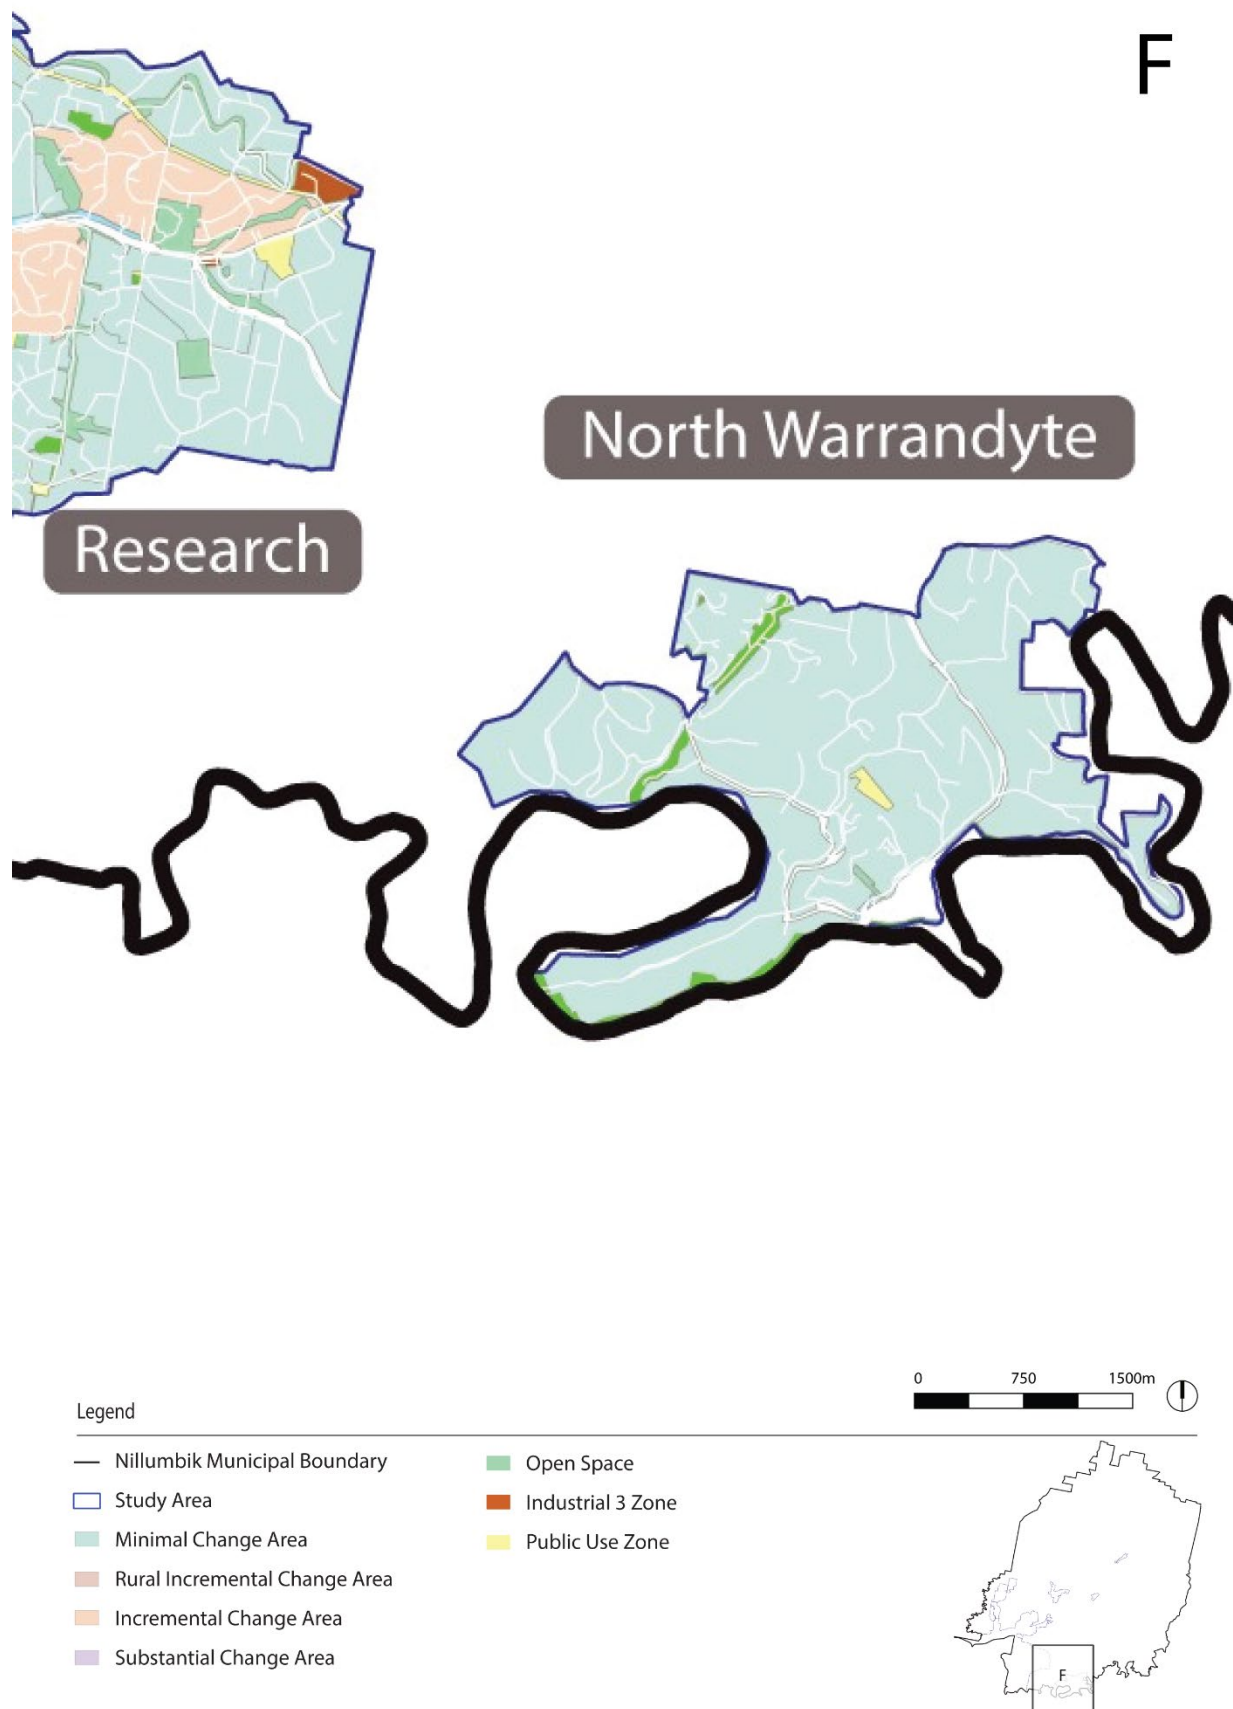 F
North Warrandyte
Research
0 750 1500m
Legend
Nillumbik Municipal Boundary
Study Area
Minimal Change Area
Rural Incremental Change Area
Incremental Change Area
Substantial Change Area
Open Space
Industrial 3 Zone
Public Use Zone
F